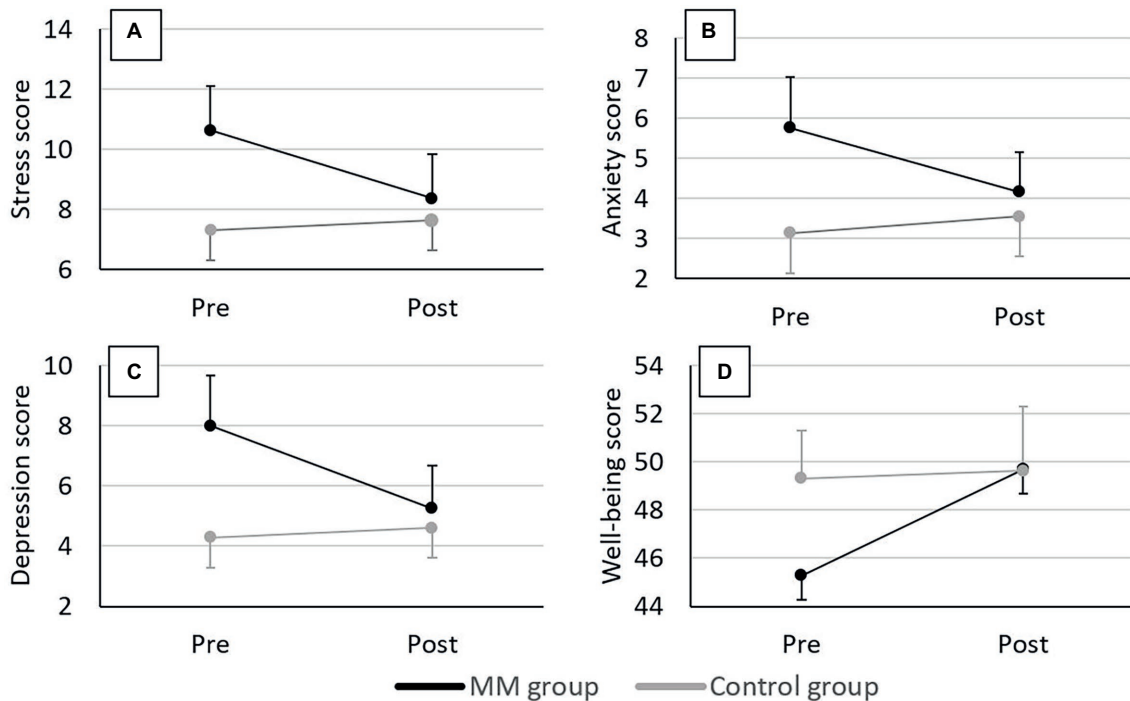 A
Stress score
14
12
10
8
6
Pre Post
B
Anxiety score
8
7
6
5
4
3
2
Pre Post
C
Depression score
10
8
6
4
2
Pre Post
D
Well-being score
54
52
50
48
46
44
Pre Post
MM group Control group